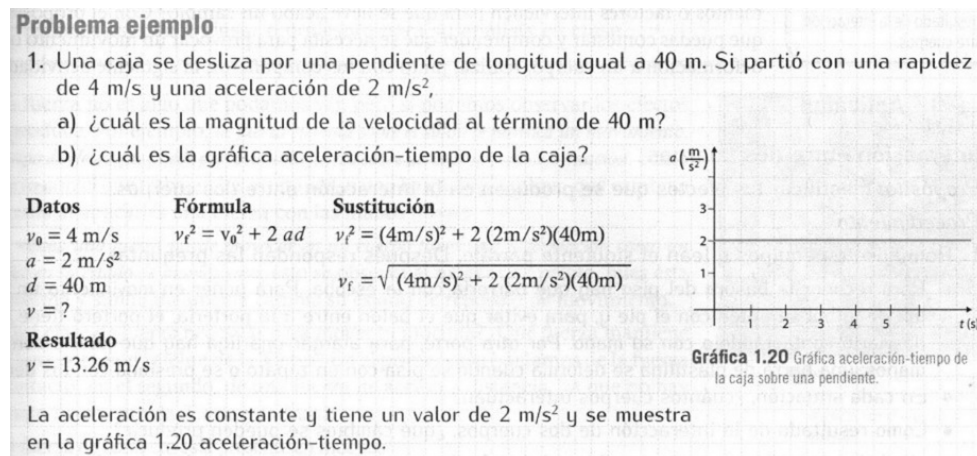 Problema ejemplo
1. Una caja se desliza por una pendiente de longitud igual a 40 m. Si partió con una rapidez
de 4 m/s y una aceleración de 2 m/s²,
a) ¿cuál es la magnitud de la velocidad al término de 40 m?
b) ¿cuál es la gráfica aceleración-tiempo de la caja?
Datos
v₀ = 4 m/s
a = 2 m/s²
d = 40 m
v = ?
Fórmula
v_f² = v₀² + 2 ad
Sustitución
v_f² = (4m/s)² + 2 (2m/s²)(40m)
v_f = √(4m/s)² + 2 (2m/s²)(40m)
Resultado
v = 13.26 m/s
La aceleración es constante y tiene un valor de 2 m/s² y se muestra
en la gráfica 1.20 aceleración-tiempo.
a (m/s²)
3
2
1
1 2 3 4 5 t (s
Gráfica 1.20 Gráfica aceleración-tiempo de
la caja sobre una pendiente.